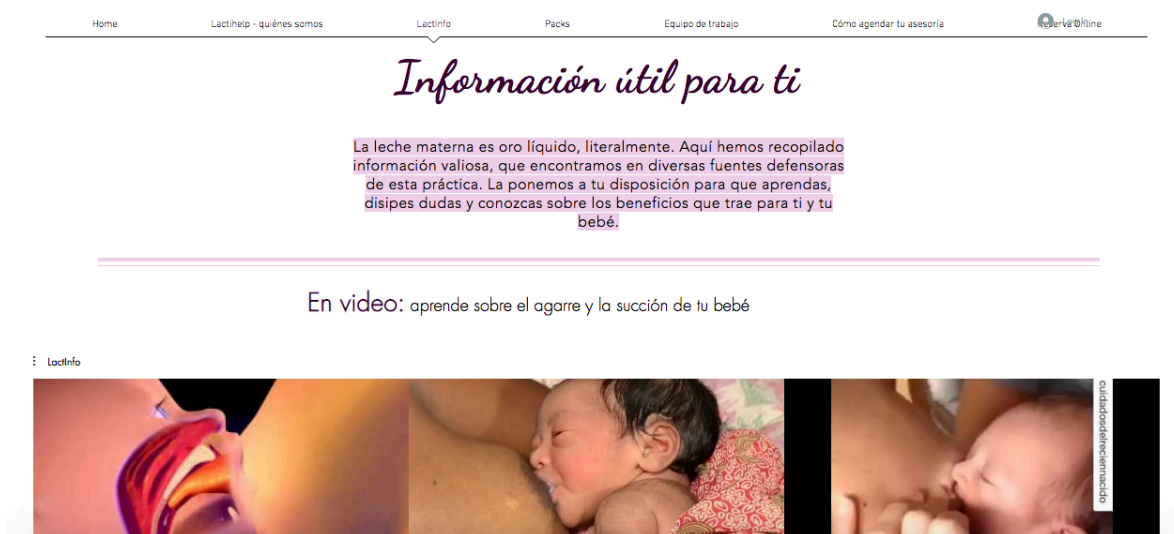 Home
Lactihelp - quiénes somos
LactInfo
Packs
Equipo de trabajo
Cómo agendar tu asesoría
Reserva Online
Información útil para ti
La leche materna es oro líquido, literalmente. Aquí hemos recopilado
información valiosa, que encontramos en diversas fuentes defensoras
de esta práctica. La ponemos a tu disposición para que aprendas,
disipes dudas y conozcas sobre los beneficios que trae para ti y tu
bebé.
En video: aprende sobre el agarre y la succión de tu bebé
LactInfo
cuidadosdelreciennacido